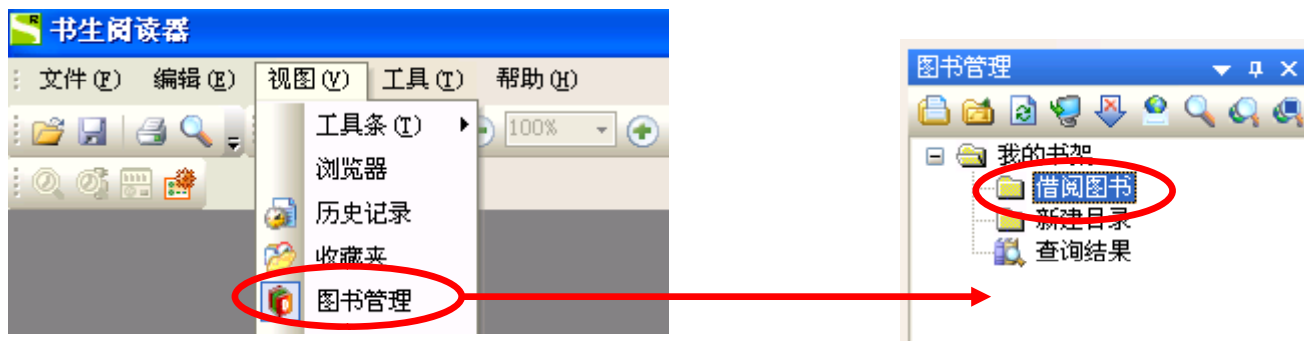 书生阅读器
文件(F) 编辑(E) 视图(V) 工具(T) 帮助(H)
工具条(T)
100%
浏览器
历史记录
收藏夹
图书管理
图书管理
我的书架
借阅图书
新建目录
查询结果